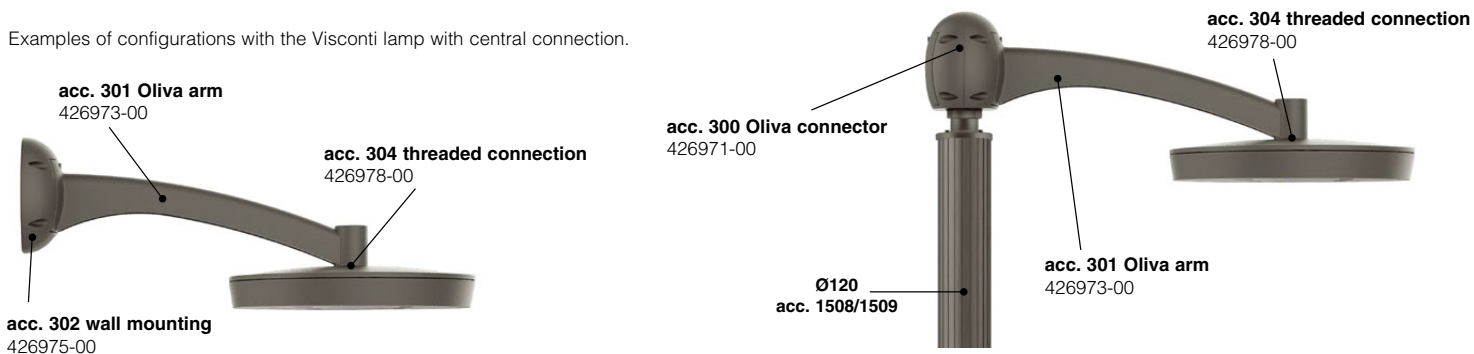 Examples of configurations with the Visconti lamp with central connection.
acc. 301 Oliva arm
426973-00
acc. 304 threaded connection
426978-00
acc. 302 wall mounting
426975-00
acc. 304 threaded connection
426978-00
acc. 300 Oliva connector
426971-00
acc. 301 Oliva arm
426973-00
Ø120
acc. 1508/1509